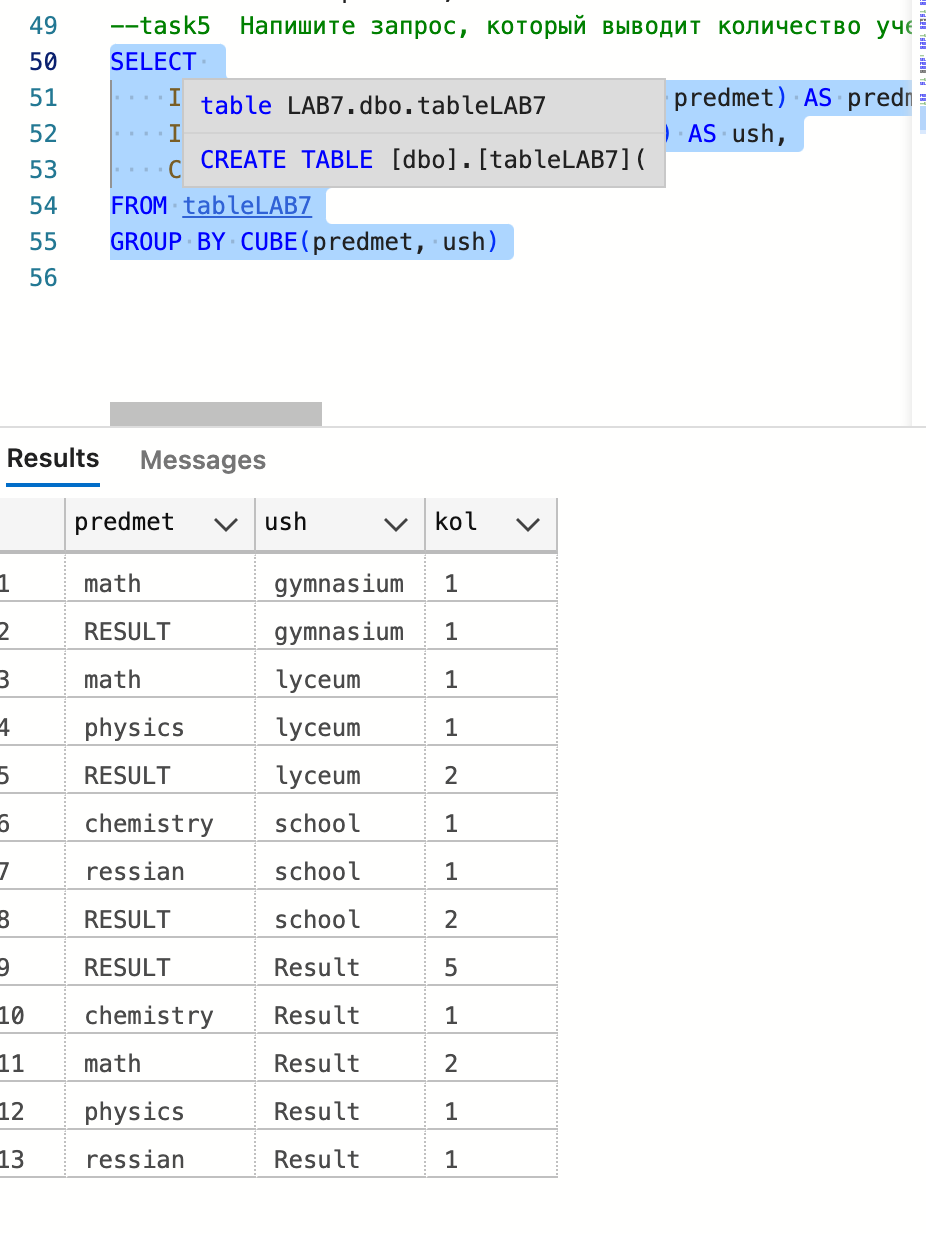 49 --task5 Напишите запрос, который выводит количество уче
50 SELECT
51 I predmet) AS predm
52 I ) AS ush,
53 C
table LAB7.dbo.tableLAB7
CREATE TABLE [dbo].[tableLAB7](
54 FROM tableLAB7
55 GROUP BY CUBE(predmet, ush)
56
Results Messages
predmet ush kol
1 math gymnasium 1
2 RESULT gymnasium 1
3 math lyceum 1
4 physics lyceum 1
5 RESULT lyceum 2
6 chemistry school 1
7 ressian school 1
8 RESULT school 2
9 RESULT Result 5
10 chemistry Result 1
11 math Result 2
12 physics Result 1
13 ressian Result 1